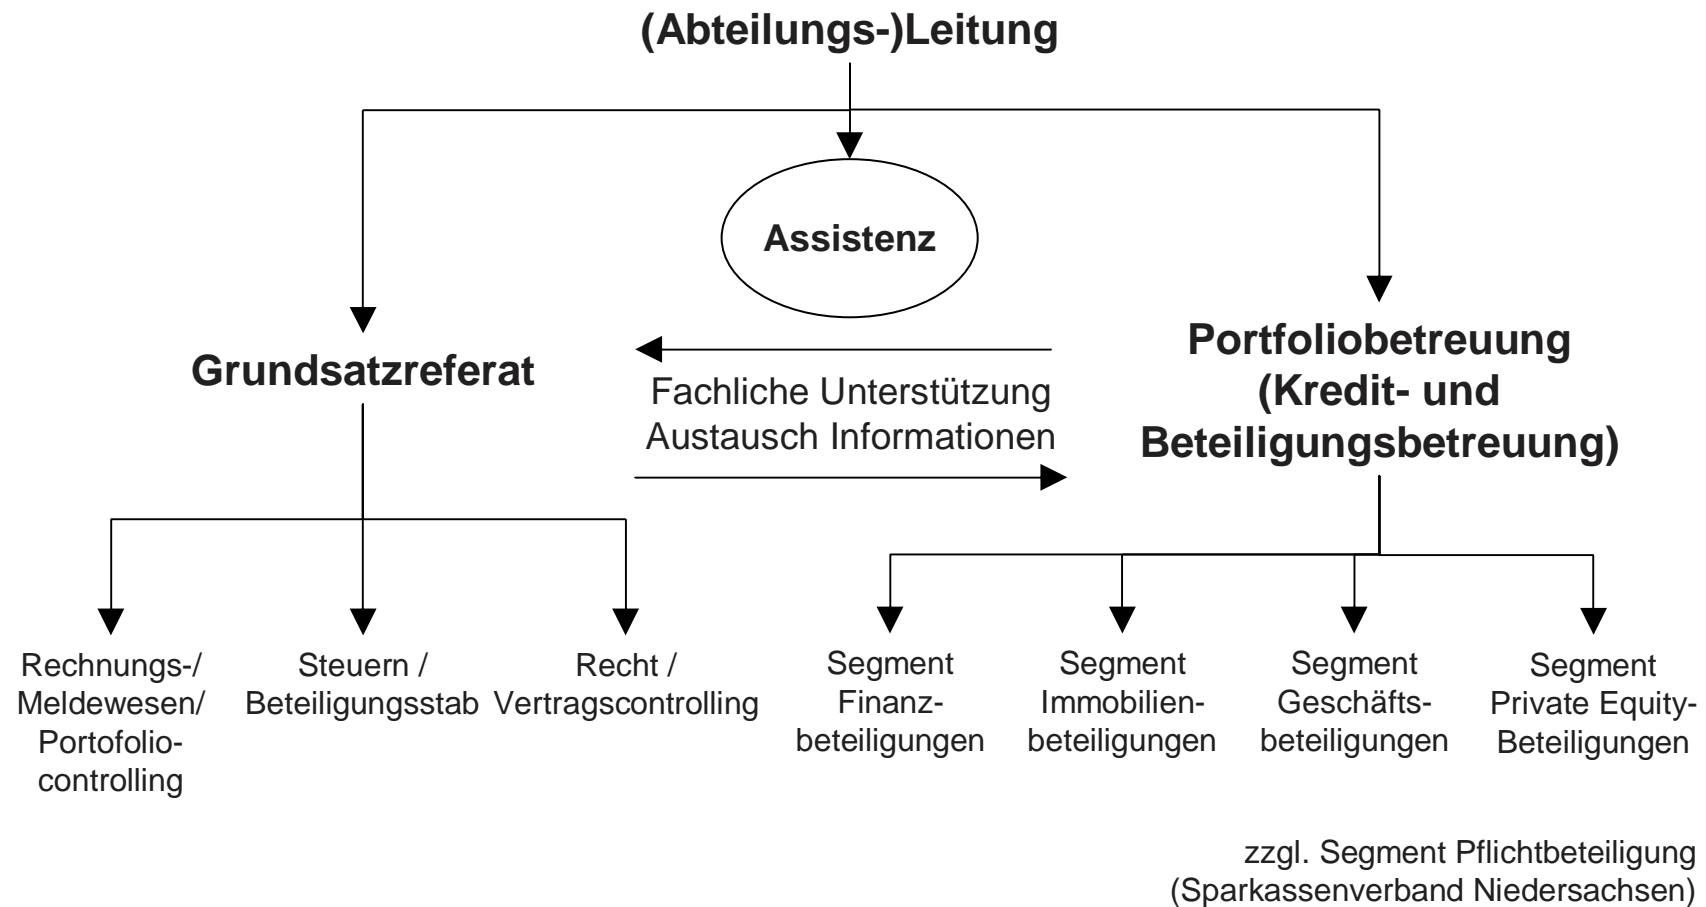 (Abteilungs-)Leitung
Assistenz
Grundsatzreferat
Fachliche Unterstützung
Austausch Informationen
Portfoliobetreuung
(Kredit- und
Beteiligungsbetreuung)
Rechnungs-/
Meldewesen/
Portofolio-
controlling
Steuern /
Beteiligungsstab
Recht /
Vertragscontrolling
Segment
Finanz-
beteiligungen
Segment
Immobilien-
beteiligungen
Segment
Geschäfts-
beteiligungen
Segment
Private Equity-
Beteiligungen
zzgl. Segment Pflichtbeteiligung
(Sparkassenverband Niedersachsen)